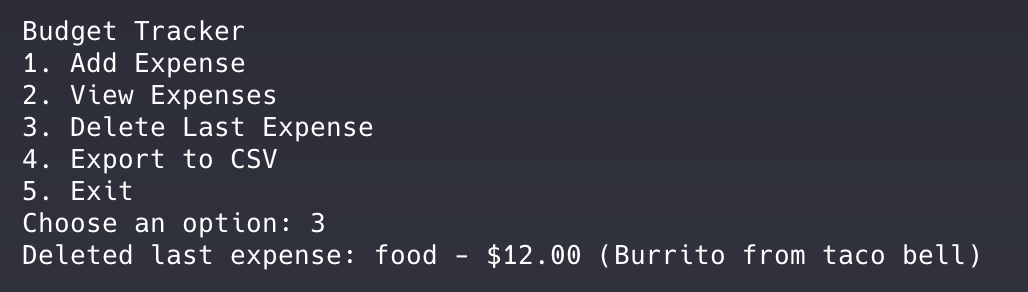 Budget Tracker
1. Add Expense
2. View Expenses
3. Delete Last Expense
4. Export to CSV
5. Exit
Choose an option: 3
Deleted last expense: food - $12.00 (Burrito from taco bell)